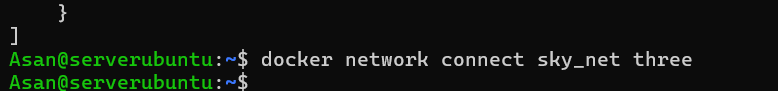 }
]
Asan@serverubuntu:~$ docker network connect sky_net three
Asan@serverubuntu:~$